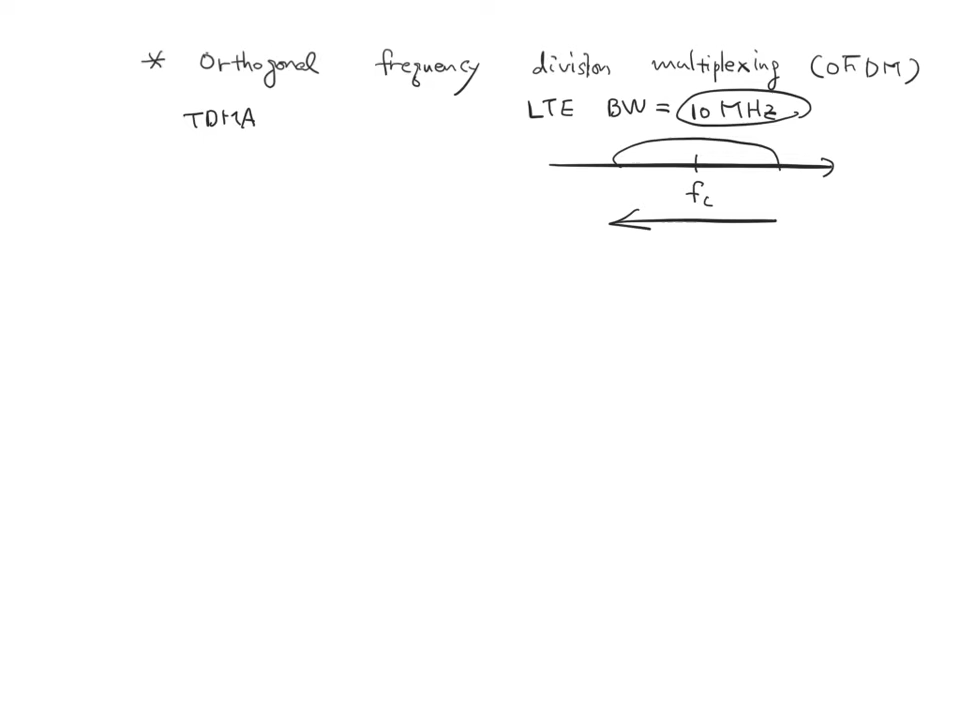 * Orthogonal frequency division multiplexing (OFDM)
TDMA LTE BW = 10 MHz
fc